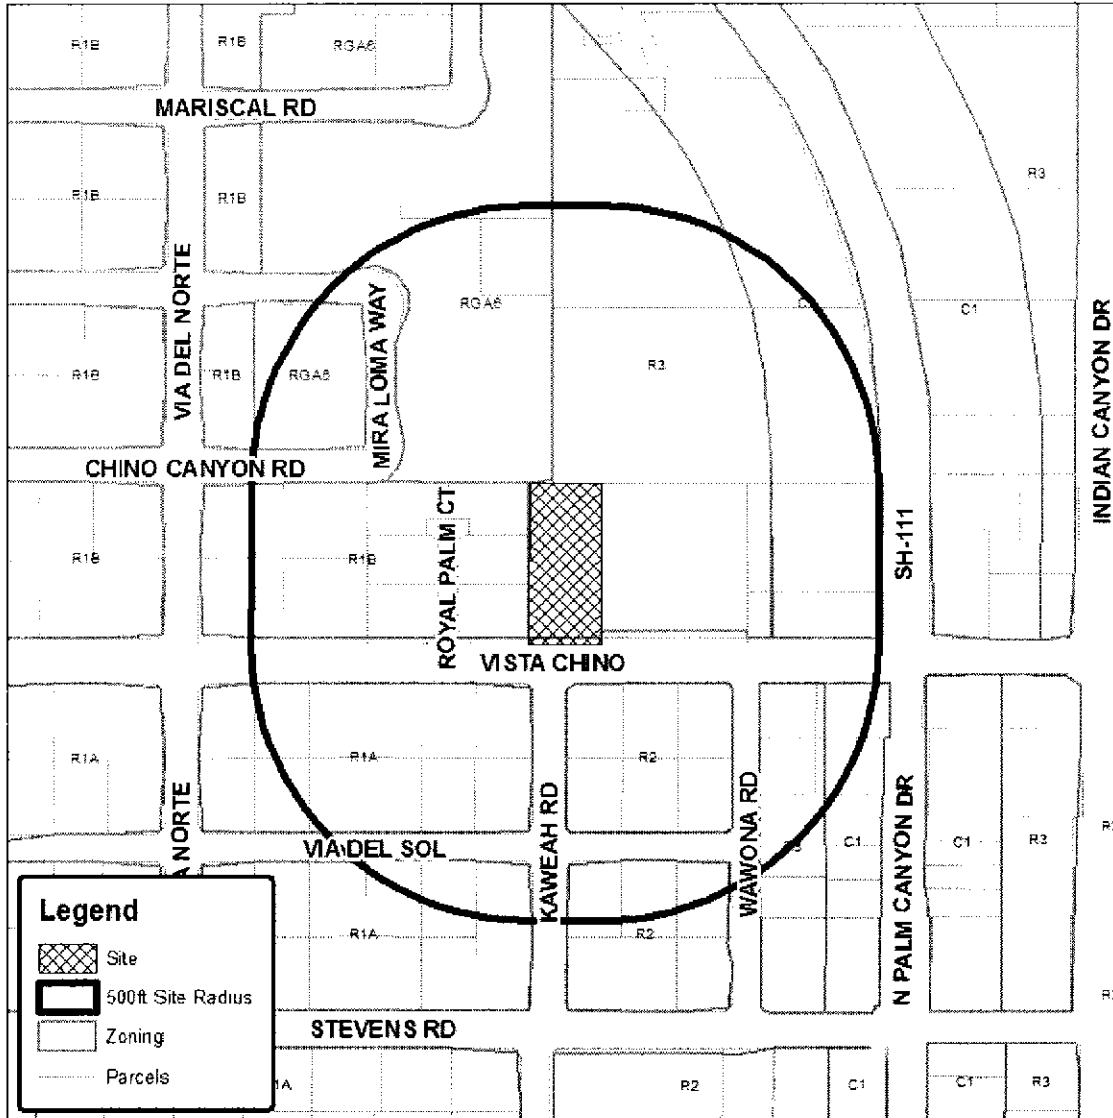 R1B
R1B
RGA6
MARISCAL RD
R1B
R1B
R3
VIA DEL NORTE
MIRA LOMA WAY
RGA6
C1
INDIAN CANYON DR
R1B
R1B
RGA6
R3
CHINO CANYON RD
ROYAL PALM CT
SH-111
R1B
R1B
VISTA CHINO
R1A
R1A
R2
KAWEAH RD
WAWONA RD
N PALM CANYON DR
A NORTE
VIA DEL SOL
C1
C1
R3
R1A
R2
STEVENS RD
R2
C1
C1
R3
Legend
Site
500ft Site Radius
Zoning
Parcels